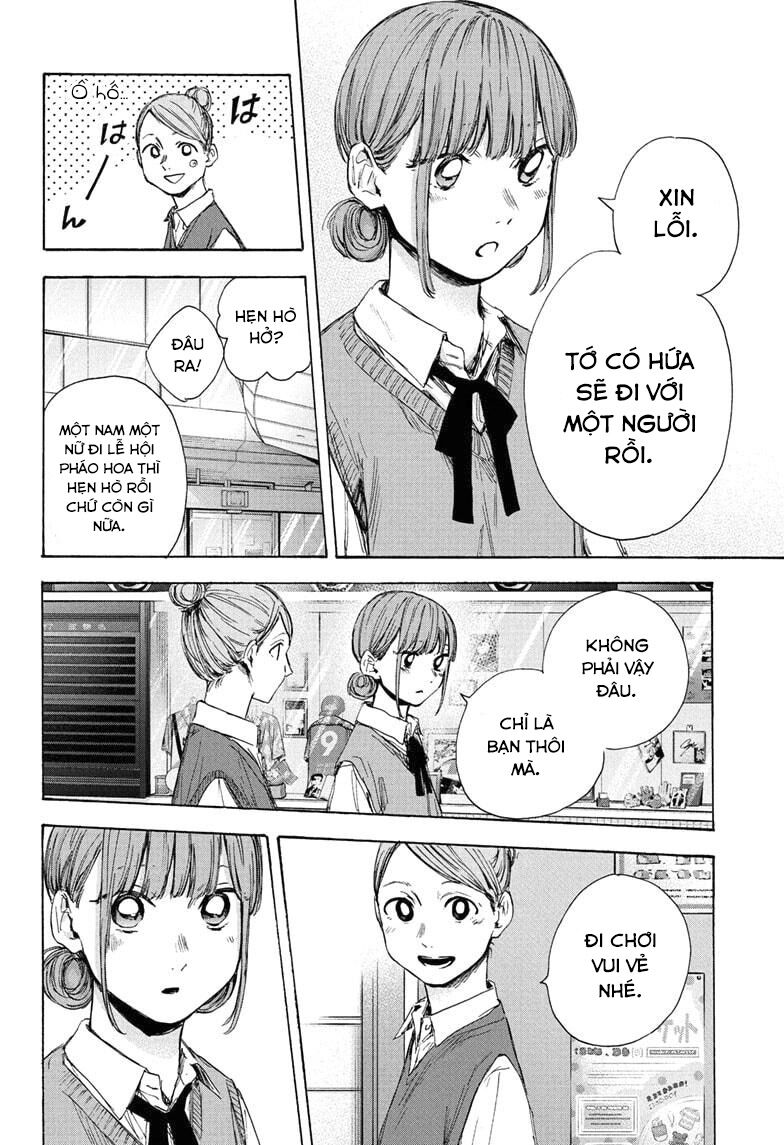 XIN
LỖI.
TỚ CÓ HỨA
SẼ ĐI VỚI
MỘT NGƯỜI
RỒI.
Ồ hố...
は
は
〜
ん
HẸN HÒ
HỞ?
ĐÂU
RA!
MỘT NAM MỘT
NỮ ĐI LỄ HỘI
PHÁO HOA THÌ
HẸN HÒ RỒI
CHỨ CÒN GÌ
NỮA.
KHÔNG
PHẢI VẬY
ĐÂU.
CHỈ LÀ
BẠN THÔI
MÀ.
9
ĐI CHƠI
VUI VẺ
NHÉ.